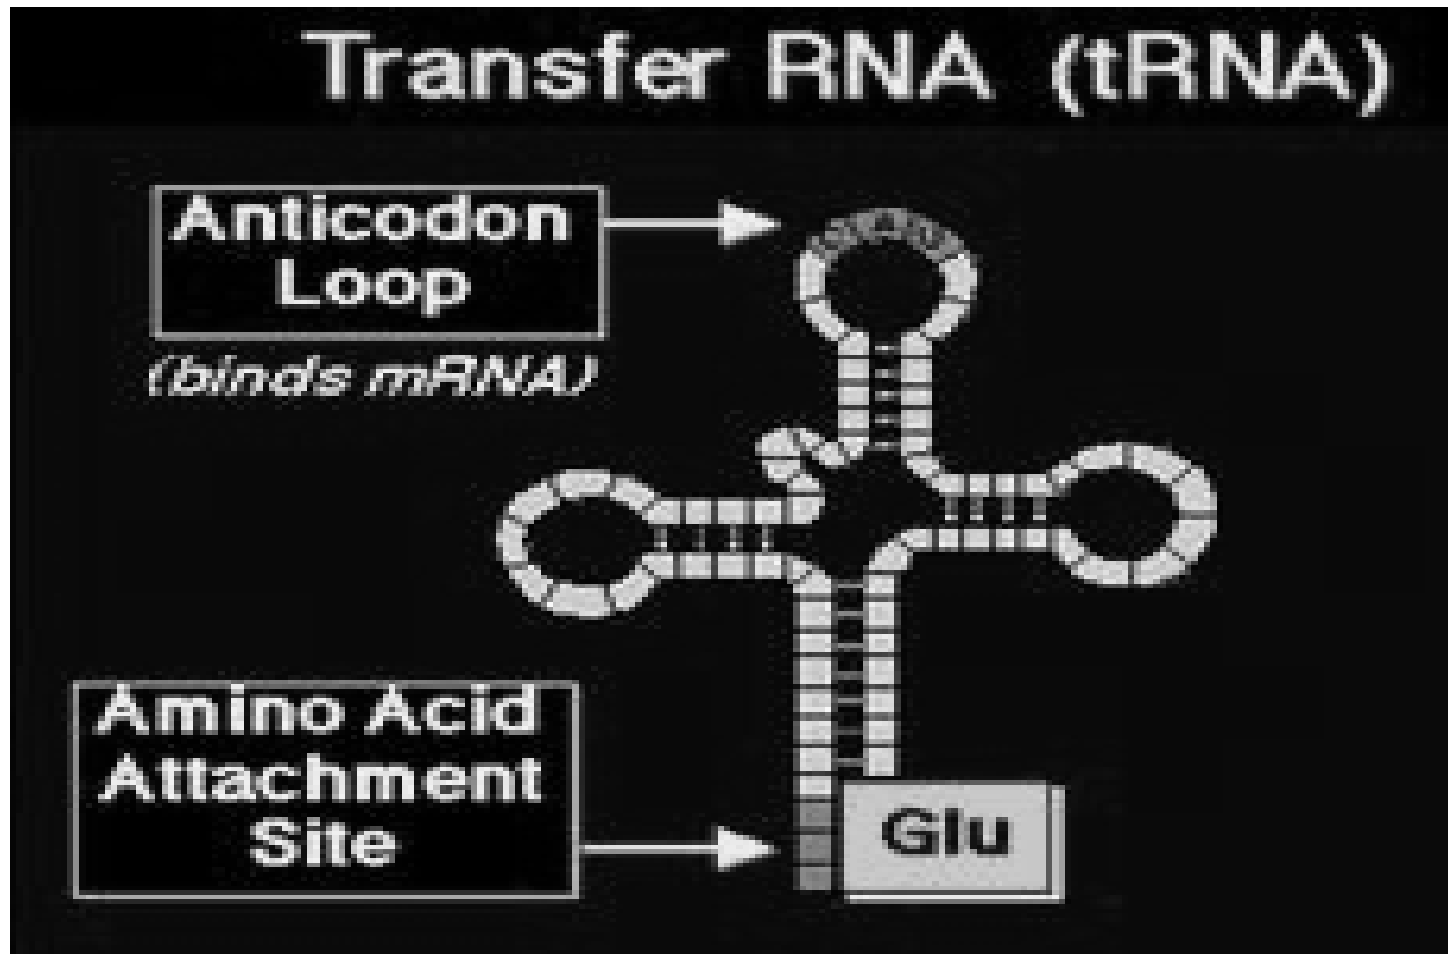 Transfer RNA (tRNA)
Anticodon
Loop
(binds mRNA)
Amino Acid
Attachment
Site
Glu